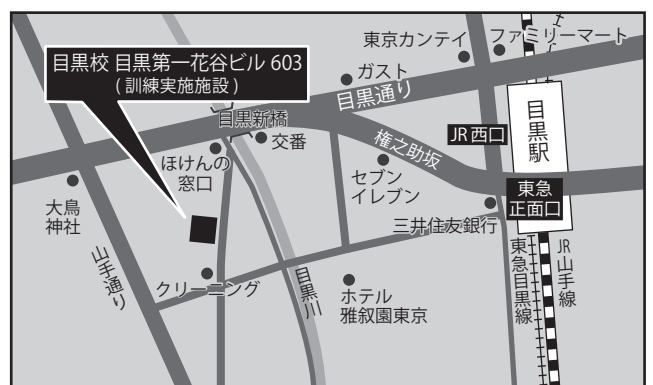 東京カンテイ
ファミリーマート
目黒校 目黒第一花谷ビル 603
( 訓練実施施設 )
ガスト
目黒通り
目黒新橋
交番
権之助坂
JR 西口
目黒駅
ほけんの
窓口
セブン
イレブン
東急
正面口
大鳥
神社
三井住友銀行
山手通り
クリーニング
目黒川
ホテル
雅叙園東京
東急目黒線
JR山手線